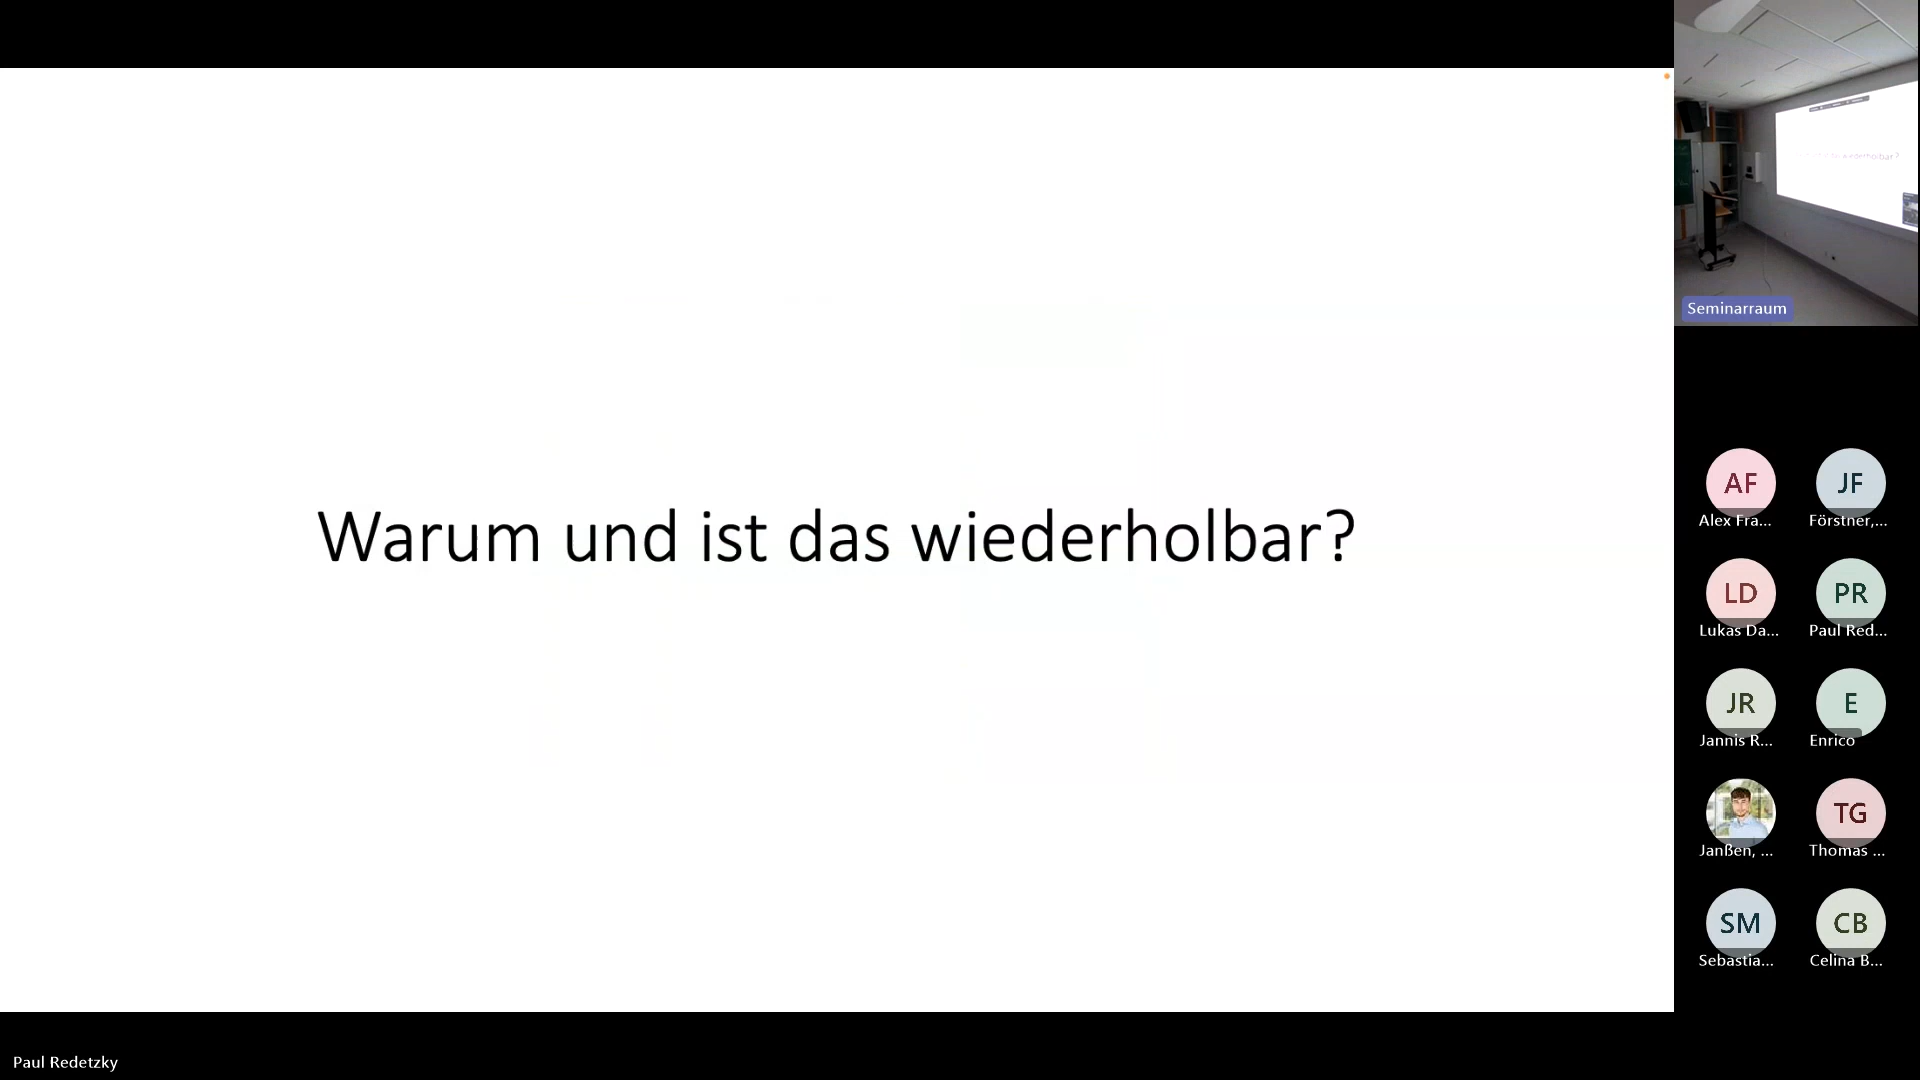 Warum und ist das wiederholbar?
Seminarraum
AF
Alex Fra...
JF
Förstner,...
LD
Lukas Da...
PR
Paul Red...
JR
Jannis R...
E
Enrico
Janßen, ...
TG
Thomas ...
SM
Sebastia...
CB
Celina B...
Paul Redetzky